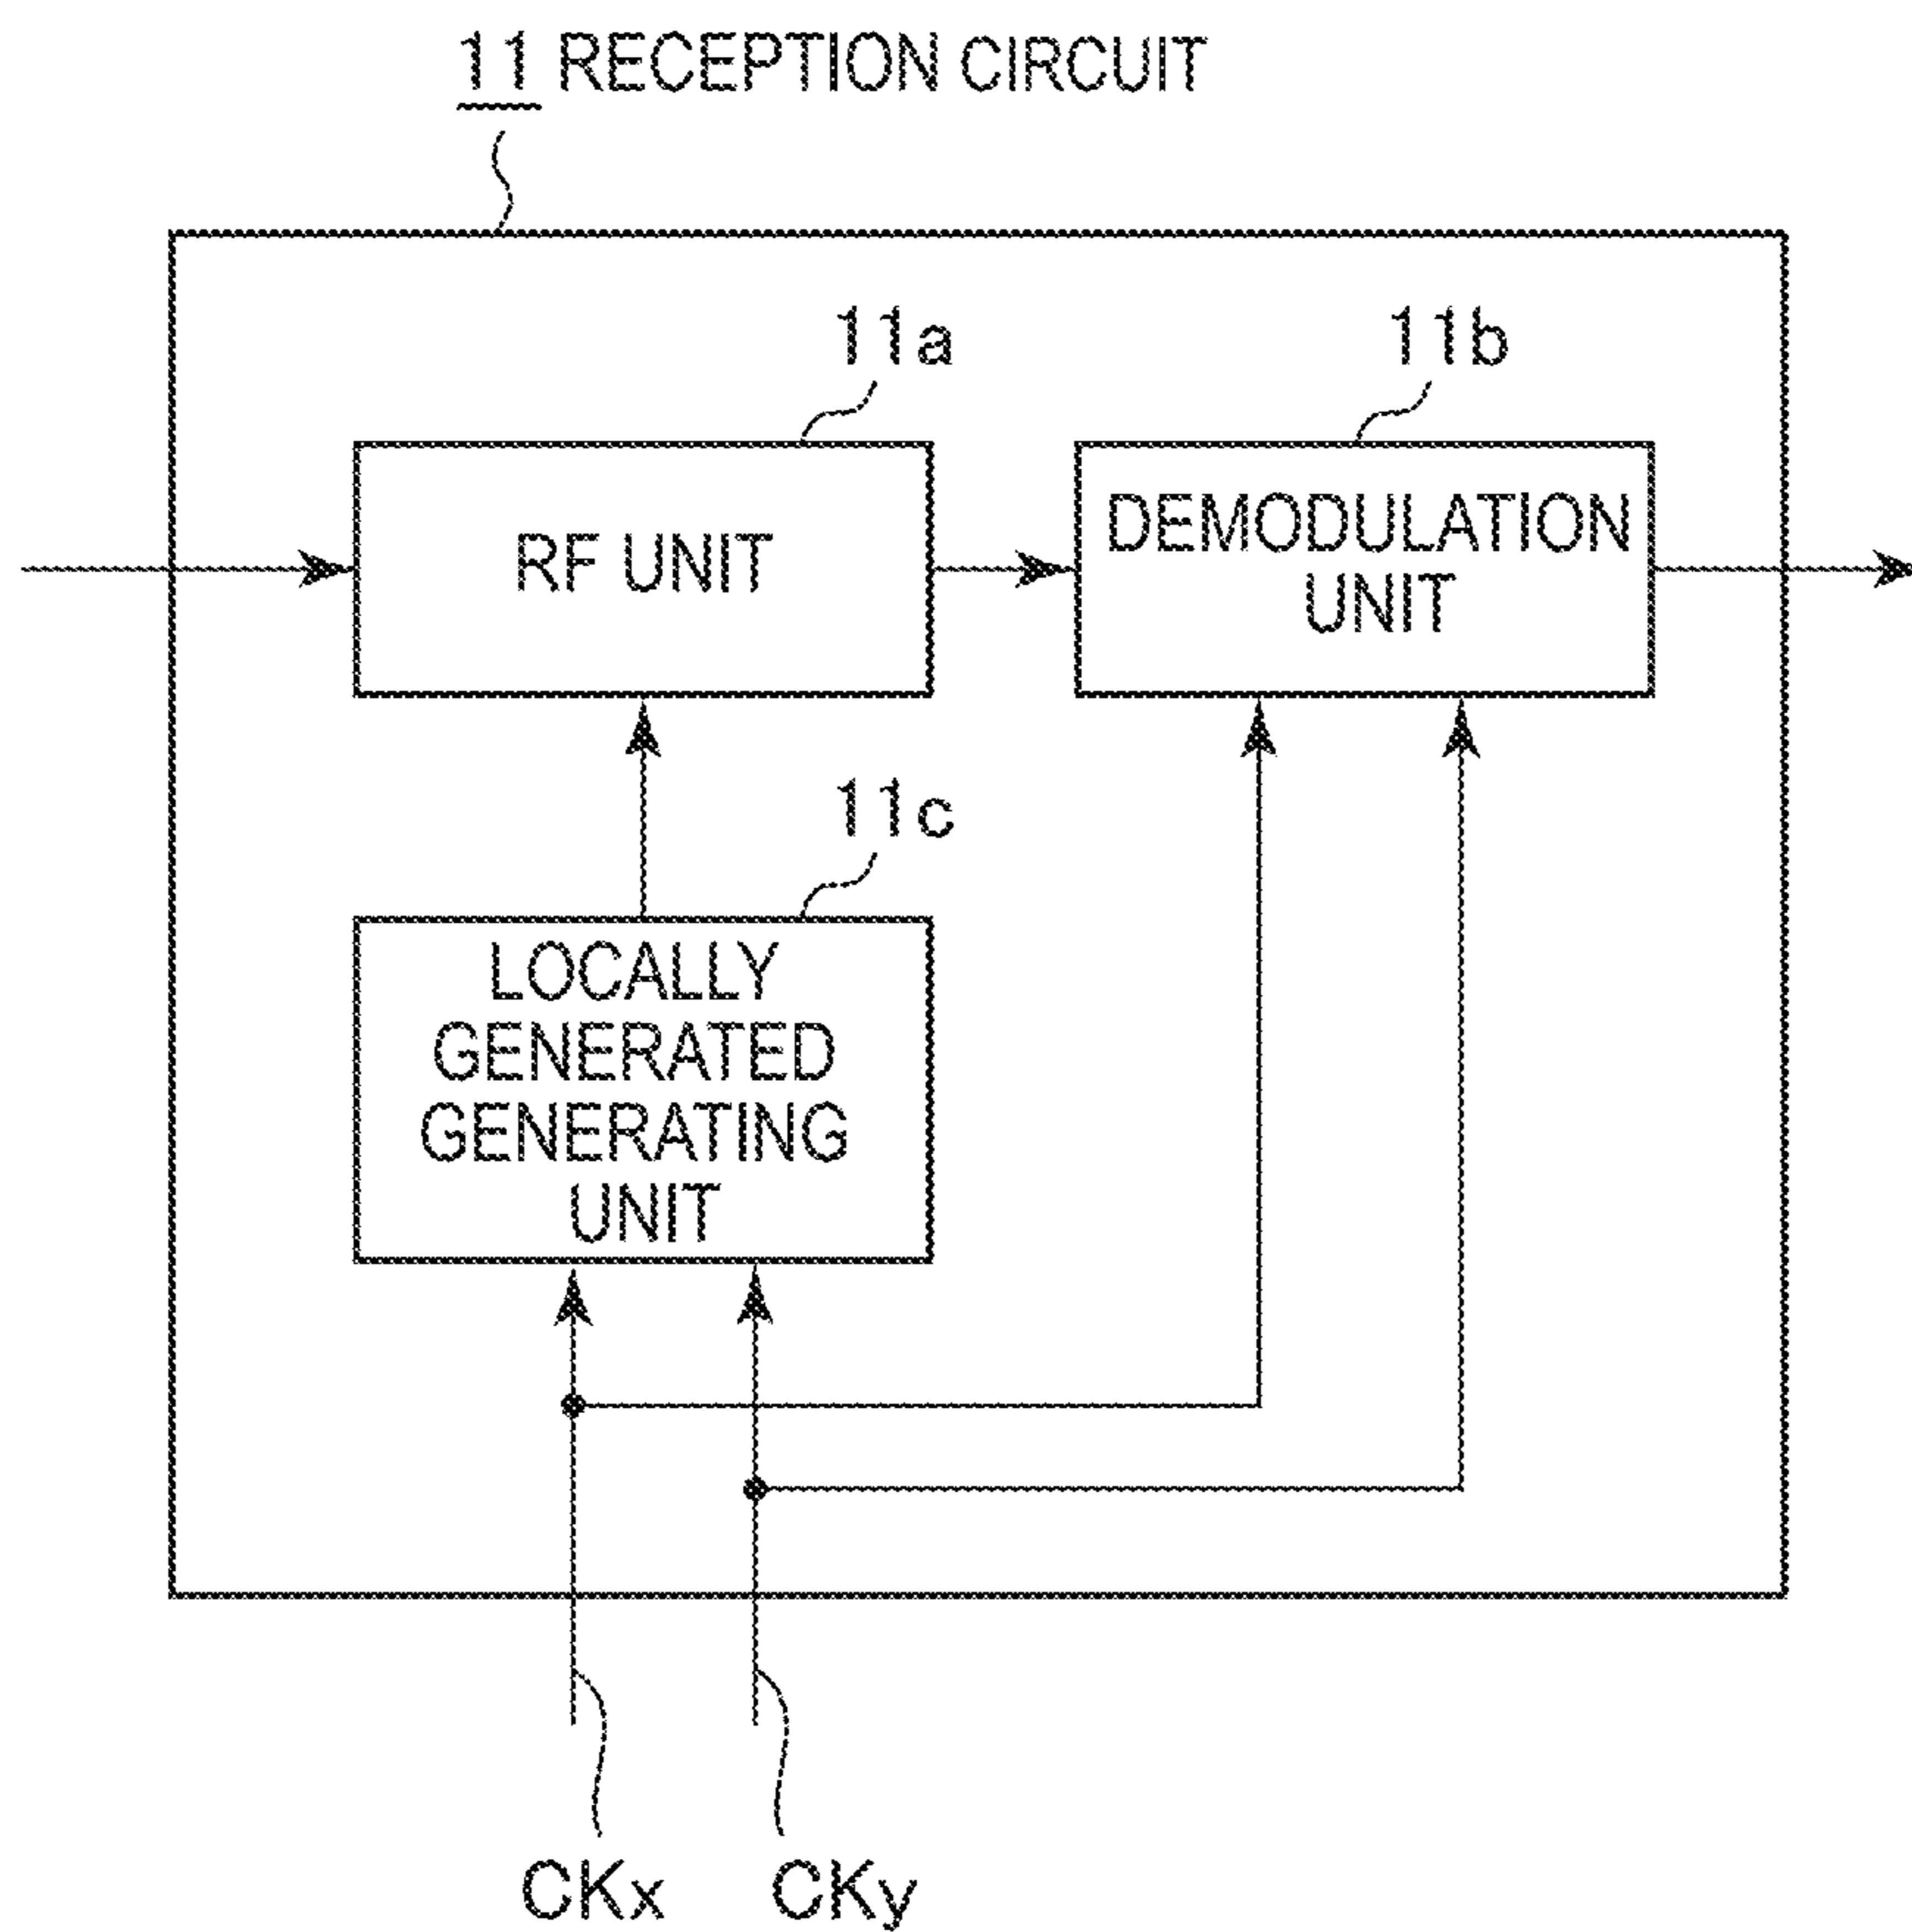 11 RECEPTION CIRCUIT
11a
11b
RF UNIT
DEMODULATION
UNIT
11c
LOCALLY
GENERATED
GENERATING
UNIT
CKx
CKy